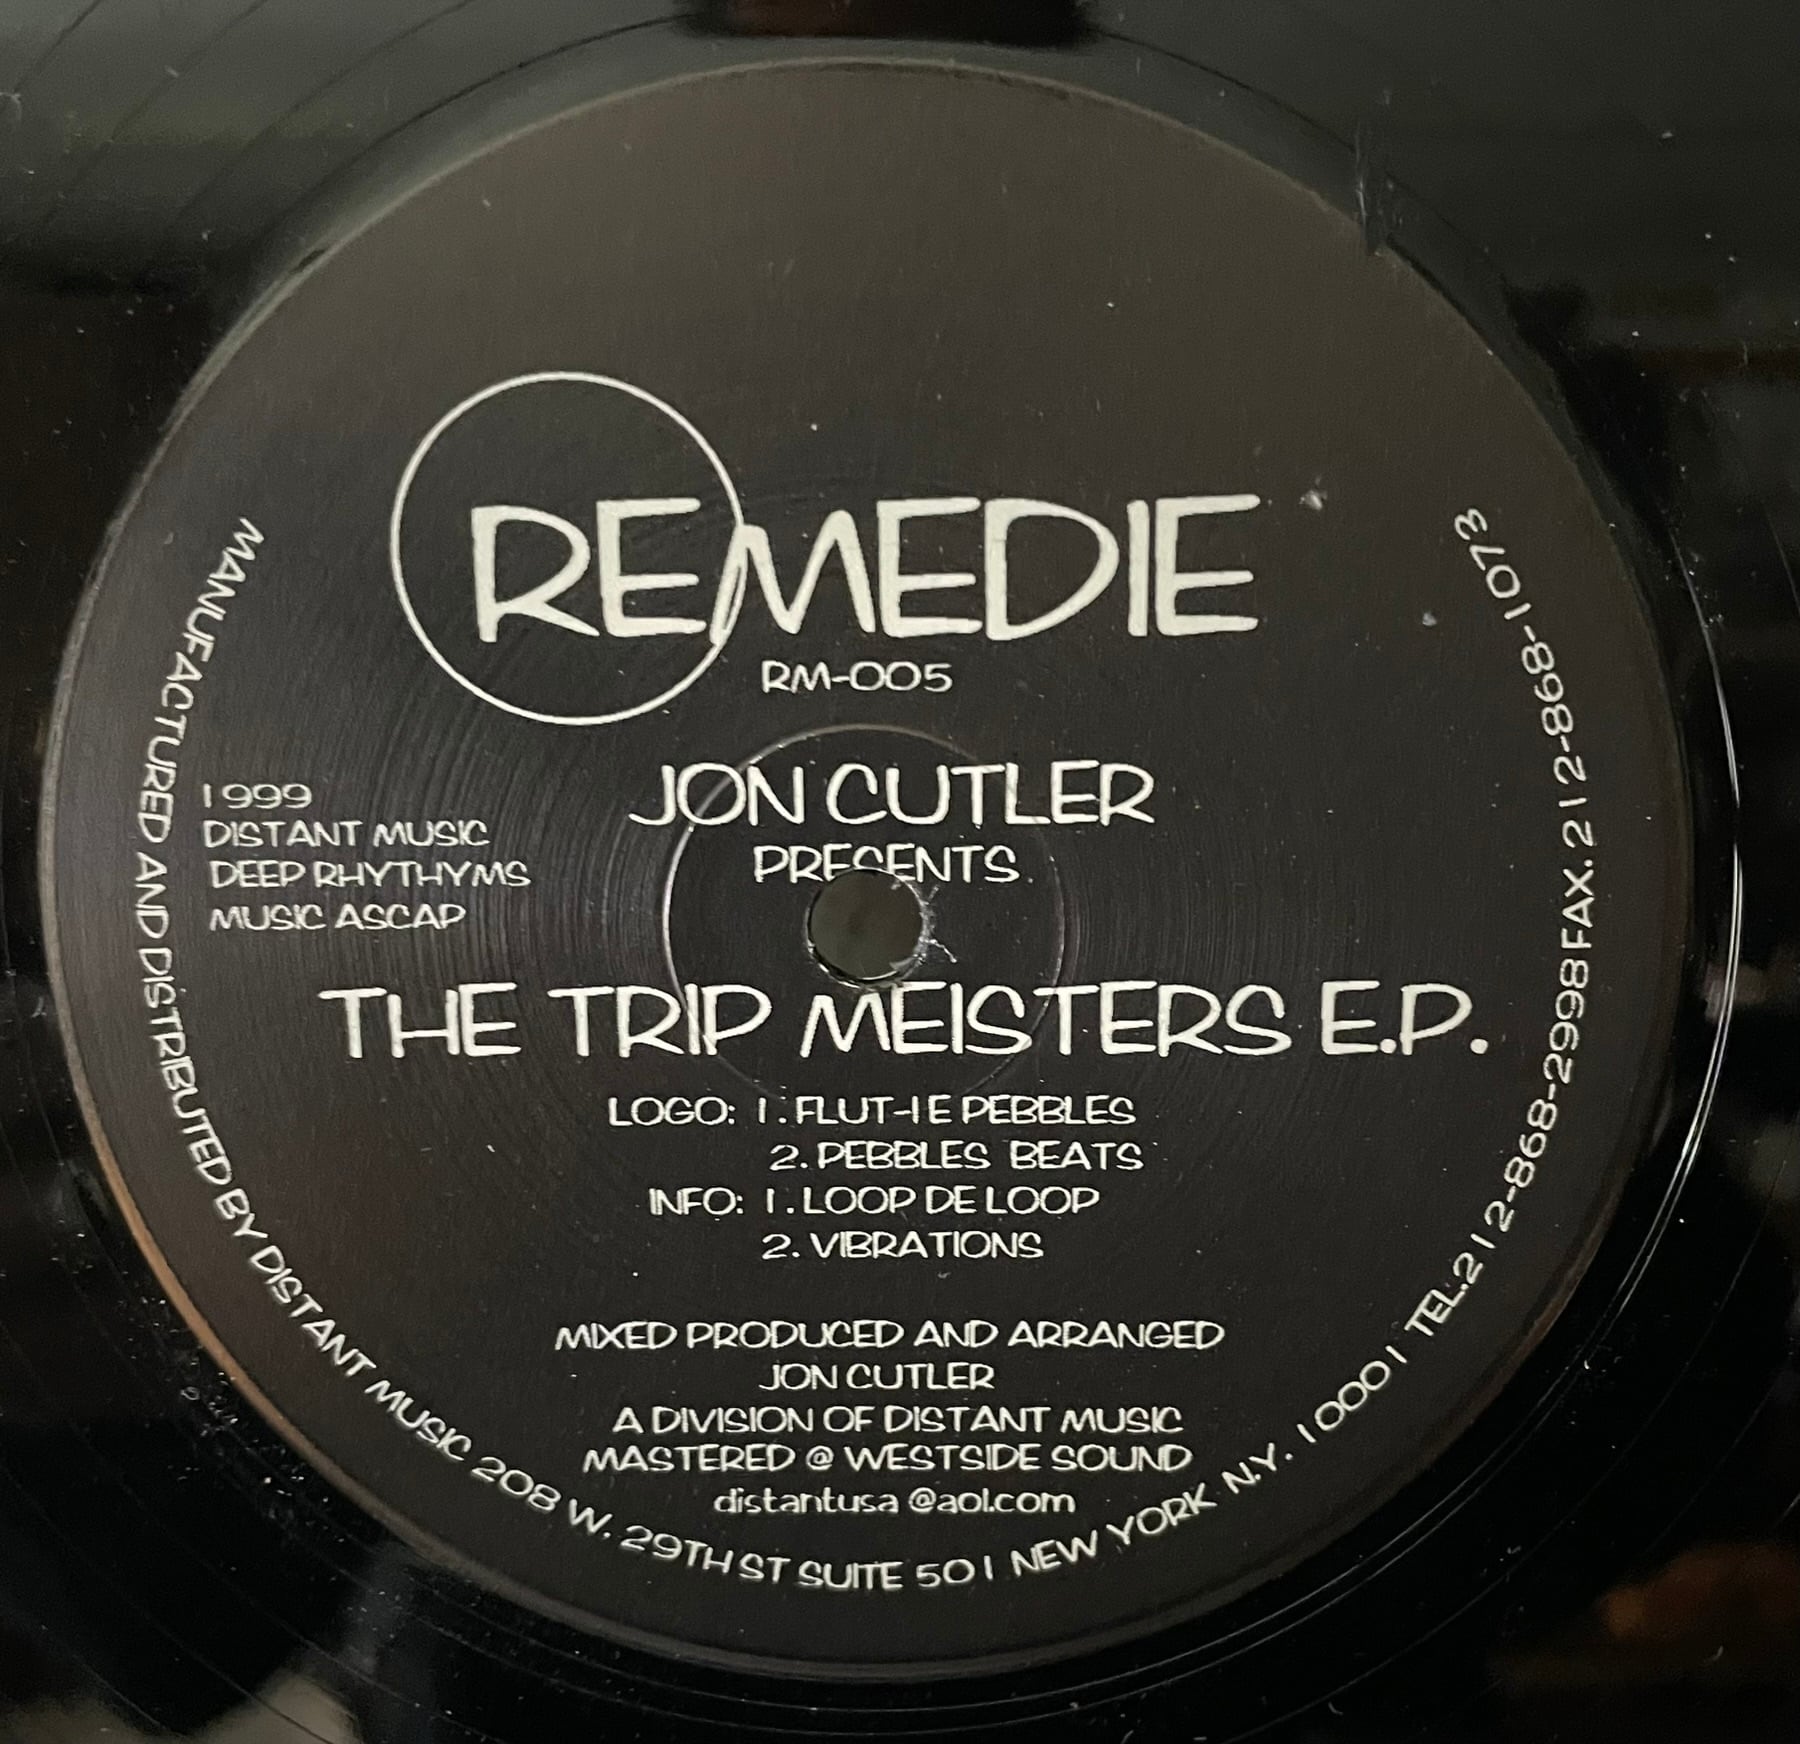 REMEDIE
RM-005
JON CUTLER
PRESENTS
1999
DISTANT MUSIC
DEEP RHYTHYMS
MUSIC ASCAP
THE TRIP MEISTERS E.P.
LOGO: 1. FLUT-IE PEBBLES
2. PEBBLES BEATS
INFO: 1. LOOP DE LOOP
2. VIBRATIONS
MIXED PRODUCED AND ARRANGED
JON CUTLER
A DIVISION OF DISTANT MUSIC
MASTERED @ WESTSIDE SOUND
distantusa @aol.com
MANUFACTURED AND DISTRIBUTED BY DISTANT MUSIC 208 W. 29TH ST SUITE 501 NEW YORK N.Y. 10001 TEL.212-868-2998 FAX.212-868-1073